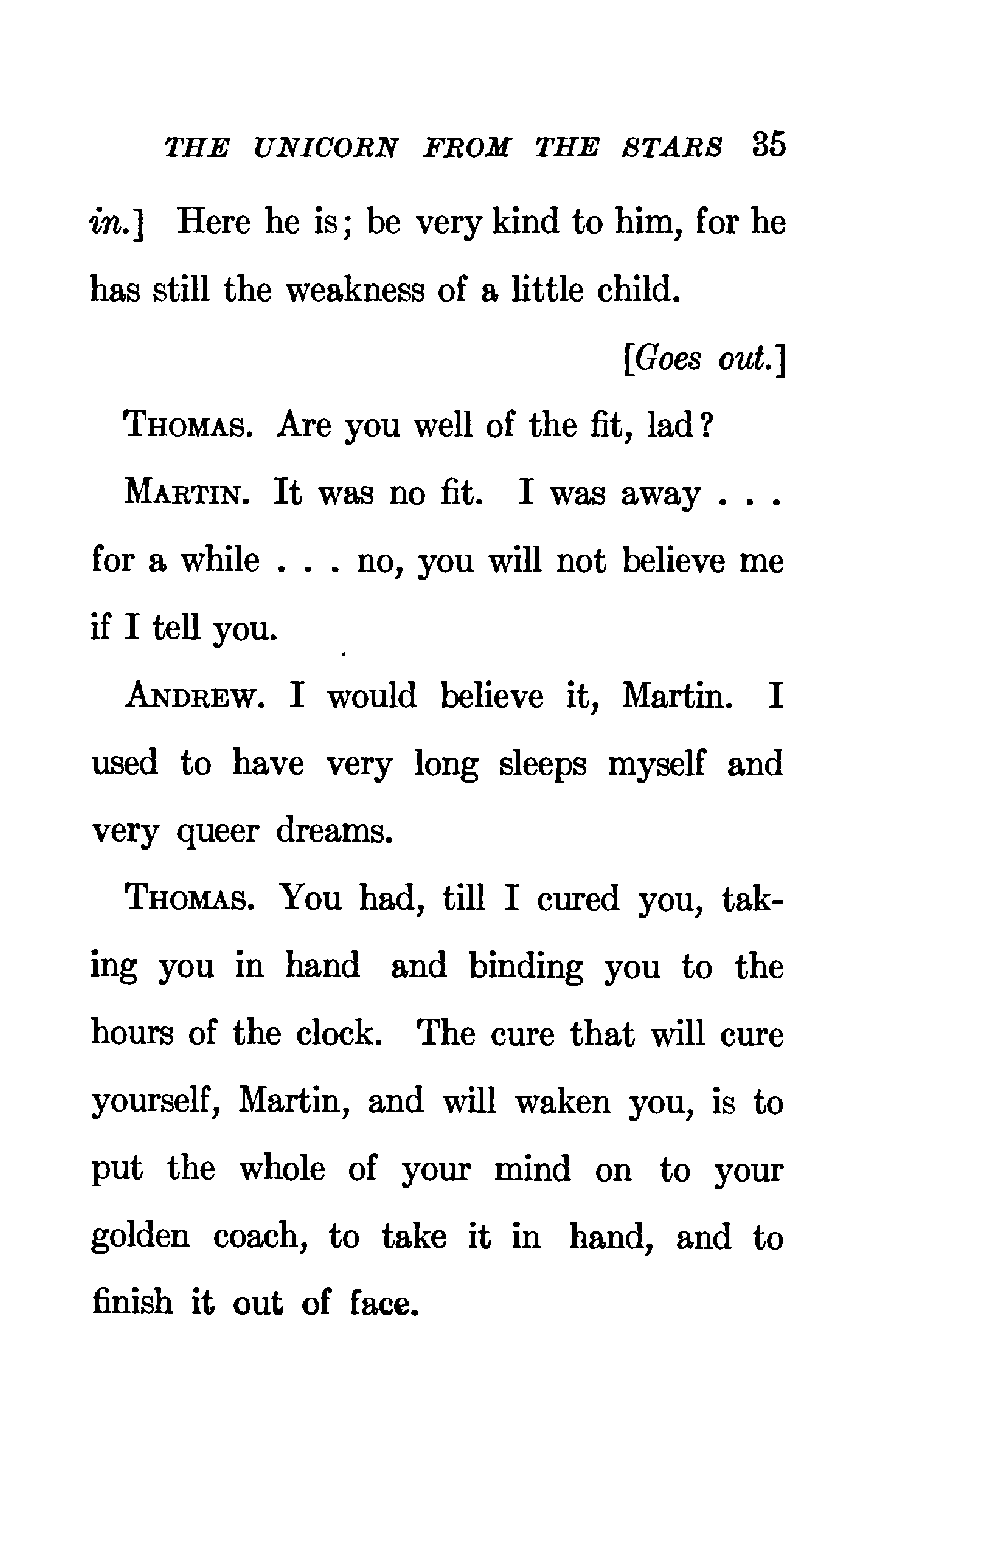 THE UNICORN FROM THE STARS 35
in.] Here he is; be very kind to him, for he
has still the weakness of a little child.
[Goes out.]
THOMAS. Are you well of the fit, lad?
MARTIN. It was no fit. I was away . . .
for a while . . . no, you will not believe me
if I tell you.
ANDREW. I would believe it, Martin. I
used to have very long sleeps myself and
very queer dreams.
THOMAS. You had, till I cured you, tak-
ing you in hand and binding you to the
hours of the clock. The cure that will cure
yourself, Martin, and will waken you, is to
put the whole of your mind on to your
golden coach, to take it in hand, and to
finish it out of face.